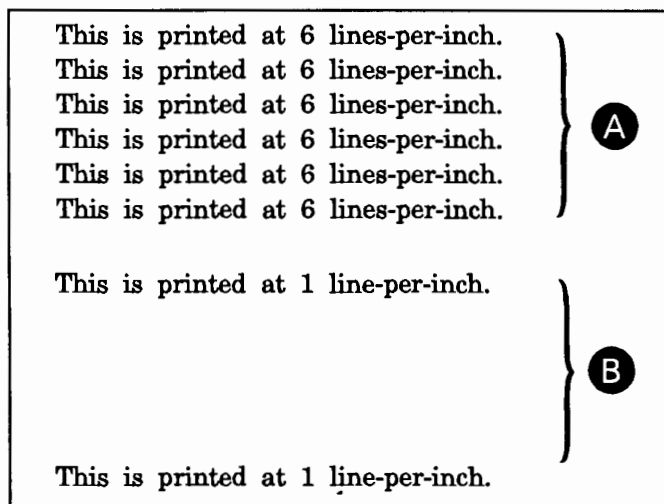 This is printed at 6 lines-per-inch.
This is printed at 6 lines-per-inch.
This is printed at 6 lines-per-inch.
This is printed at 6 lines-per-inch.
This is printed at 6 lines-per-inch.
This is printed at 6 lines-per-inch.
A
This is printed at 1 line-per-inch.
B
This is printed at 1 line-per-inch.